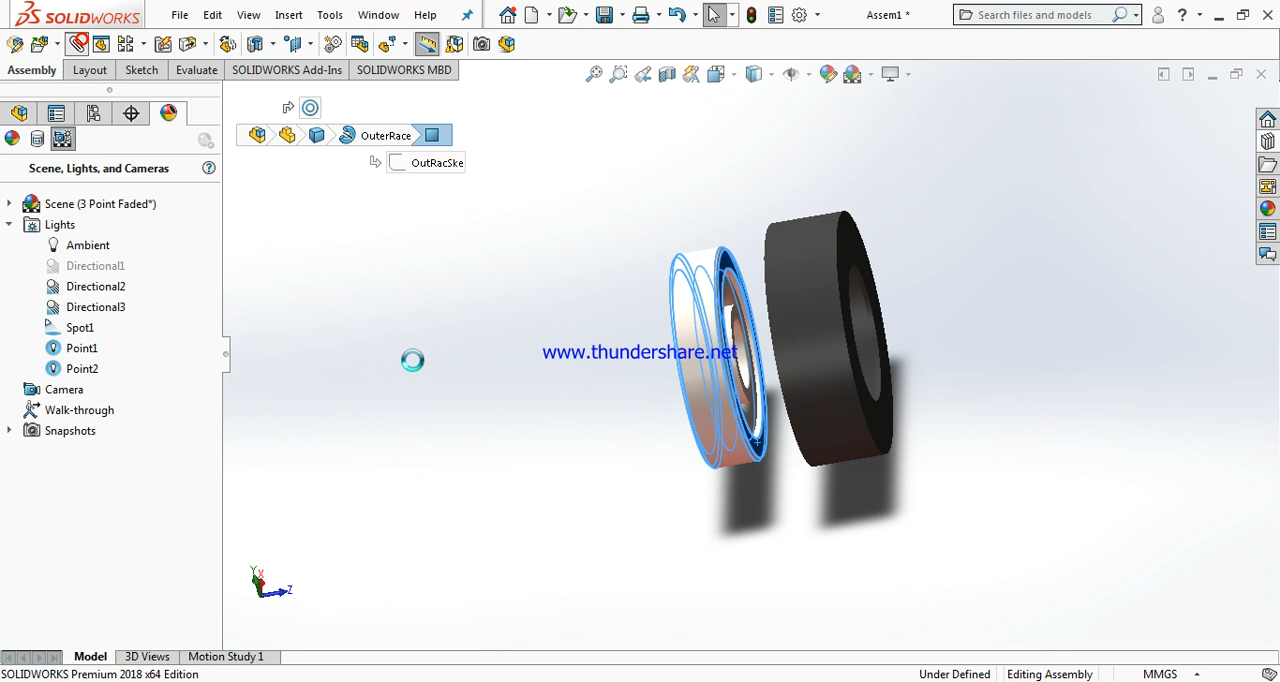 SOLIDWORKS
File Edit View Insert Tools Window Help
Assem1 *
Search files and models
Assembly Layout Sketch Evaluate SOLIDWORKS Add-Ins SOLIDWORKS MBD
OuterRace
OutRacSke
Scene, Lights, and Cameras
Scene (3 Point Faded*)
Lights
Ambient
Directional1
Directional2
Directional3
Spot1
Point1
Point2
Camera
Walk-through
Snapshots
www.thundershare.net
Y X Z
Model 3D Views Motion Study 1
SOLIDWORKS Premium 2018 x64 Edition
Under Defined Editing Assembly MMGS